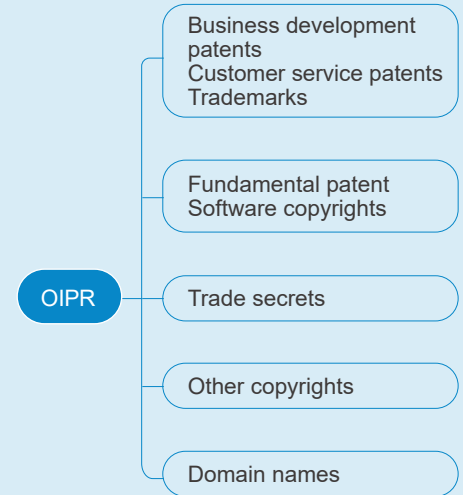 Business development
patents
Customer service patents
Trademarks
Fundamental patent
Software copyrights
OIPR
Trade secrets
Other copyrights
Domain names